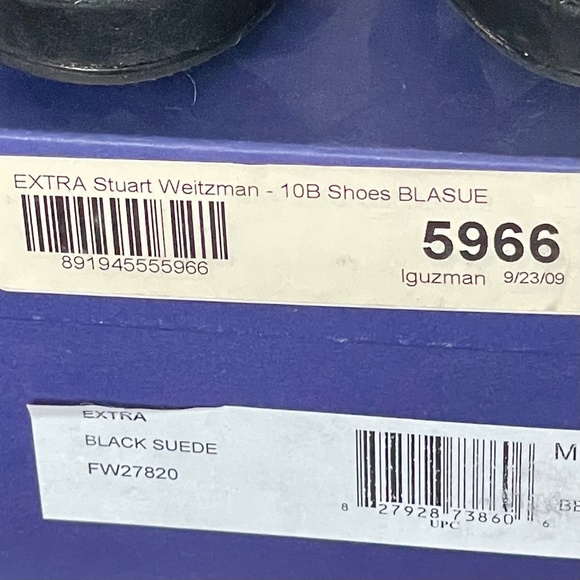 EXTRA Stuart Weitzman - 10B Shoes BLASUE
891945555966
5966
lguzman 9/23/09
EXTRA
BLACK SUEDE
FW27820
M
8 27928 73860 6
UPC